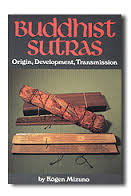 Buddhist
Sutras
Origin, Development, Transmission
by Kōgen Mizuno